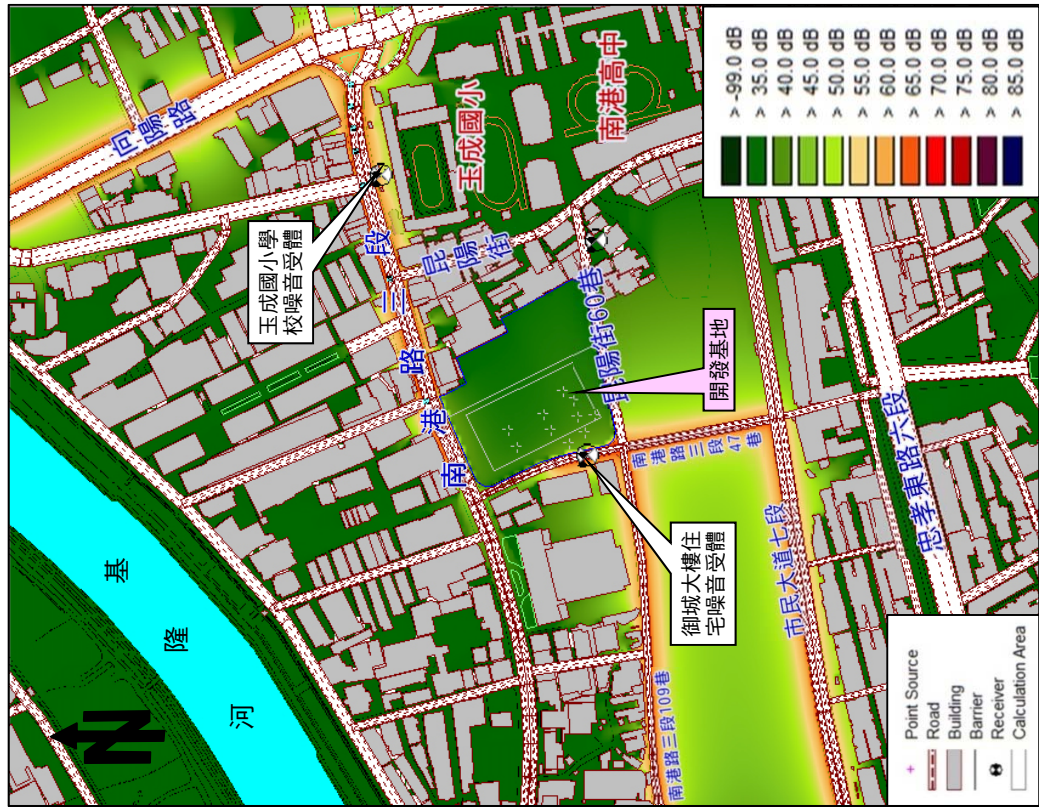 向
陽
路
玉成國小學
校噪音受體
玉成國小
南港高中
南港路三段
昆陽街
昆陽街60巷
開發基地
御城大樓住
宅噪音受體
南港路三段47巷
南港路三段109巷
市民大道七段
忠孝東路六段
基
隆
河
N
> -99.0 dB
> 35.0 dB
> 40.0 dB
> 45.0 dB
> 50.0 dB
> 55.0 dB
> 60.0 dB
> 65.0 dB
> 70.0 dB
> 75.0 dB
> 80.0 dB
> 85.0 dB
Point Source
Road
Building
Barrier
Receiver
Calculation Area